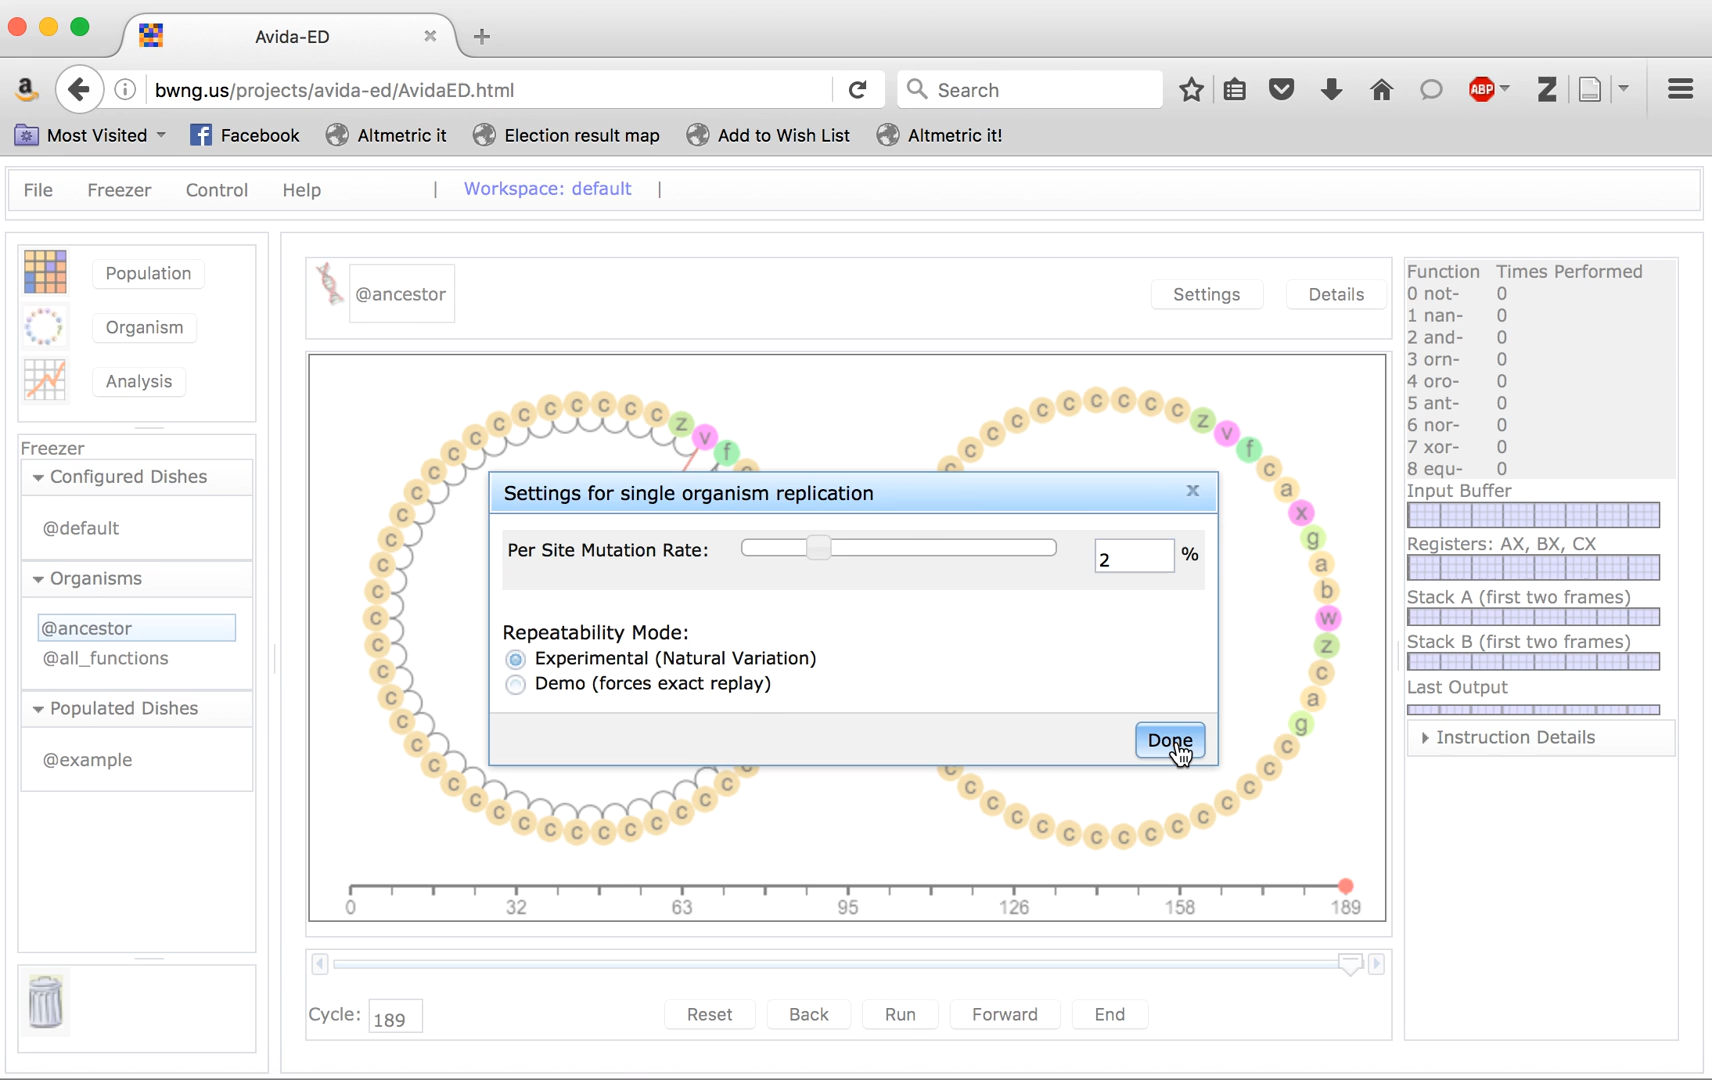 Avida-ED
a
bwng.us/projects/avida-ed/AvidaED.html
Search
ABP
Z
Most Visited
Facebook
Altmetric it
Election result map
Add to Wish List
Altmetric it!
File Freezer Control Help | Workspace: default |
Population
Organism
Analysis
Freezer
Configured Dishes
@default
Organisms
@ancestor
@all_functions
Populated Dishes
@example
@ancestor
Settings
Details
Settings for single organism replication
Per Site Mutation Rate: 2 %
Repeatability Mode:
Experimental (Natural Variation)
Demo (forces exact replay)
Done
0 32 63 95 126 158 189
Cycle: 189
Reset Back Run Forward End
Function Times Performed
0 not- 0
1 nan- 0
2 and- 0
3 orn- 0
4 oro- 0
5 ant- 0
6 nor- 0
7 xor- 0
8 equ- 0
Input Buffer
Registers: AX, BX, CX
Stack A (first two frames)
Stack B (first two frames)
Last Output
Instruction Details